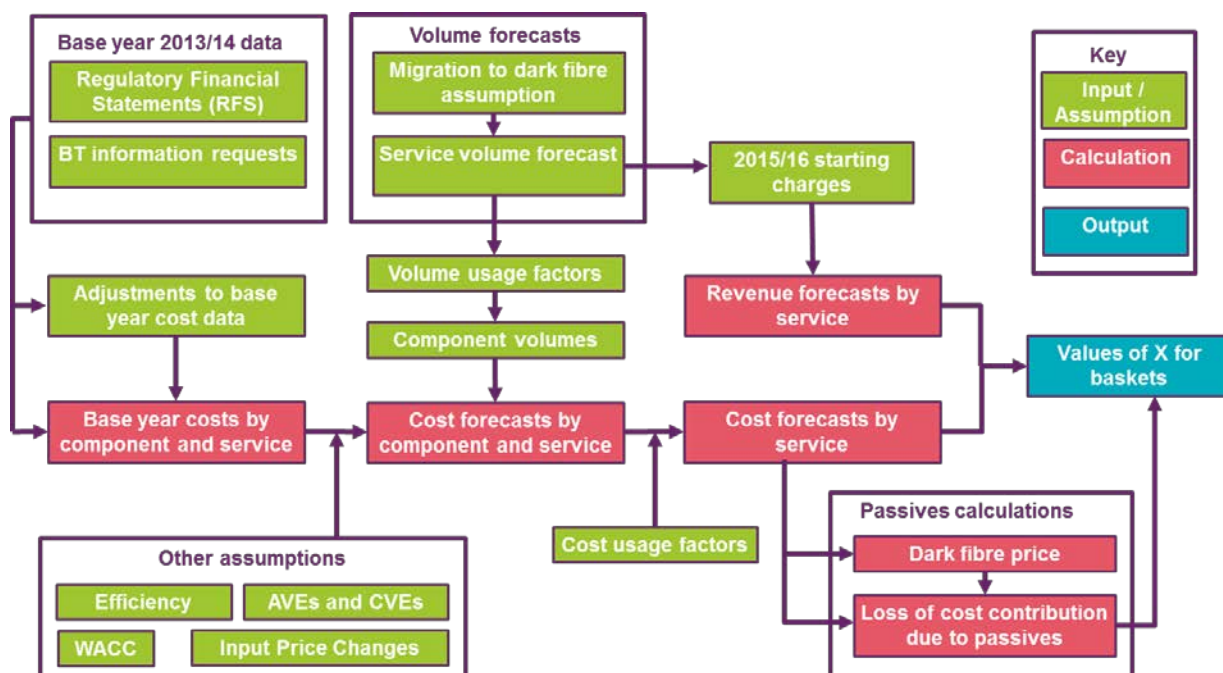 Base year 2013/14 data
Regulatory Financial
Statements (RFS)
BT information requests
Adjustments to base
year cost data
Base year costs by
component and service
Other assumptions
Efficiency
AVEs and CVEs
WACC
Input Price Changes
Volume forecasts
Migration to dark fibre
assumption
Service volume forecast
Volume usage factors
Component volumes
Cost forecasts by
component and service
Cost usage factors
2015/16 starting
charges
Revenue forecasts by
service
Cost forecasts by
service
Passives calculations
Dark fibre price
Loss of cost contribution
due to passives
Values of X for
baskets
Key
Input /
Assumption
Calculation
Output